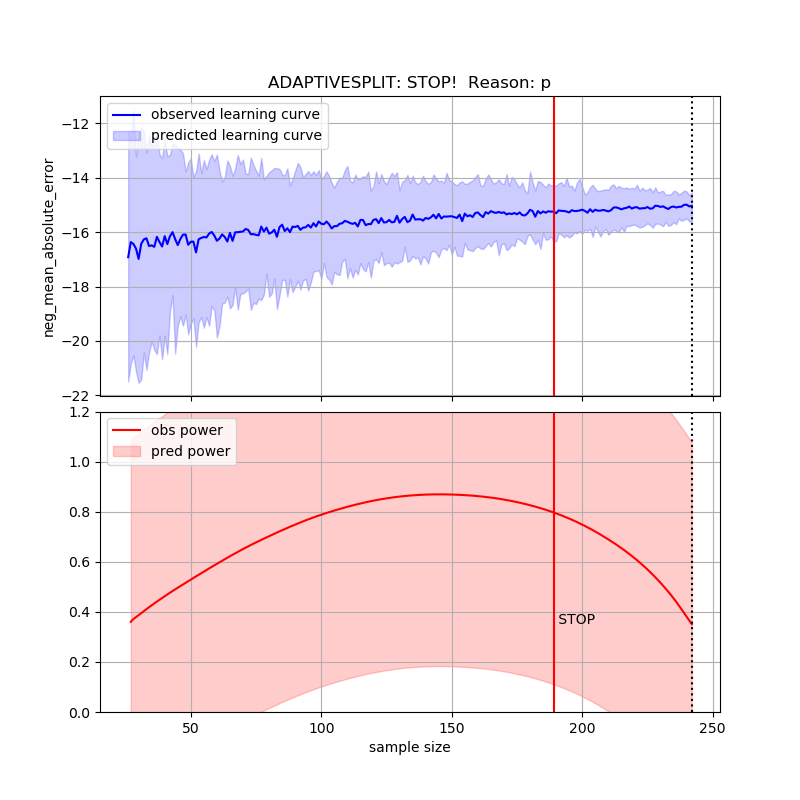 ADAPTIVESPLIT: STOP!  Reason: p
observed learning curve
predicted learning curve
neg_mean_absolute_error
−12
−14
−16
−18
−20
−22
obs power
pred power
1.2
1.0
0.8
0.6
0.4
0.2
0.0
STOP
50 100 150 200 250
sample size